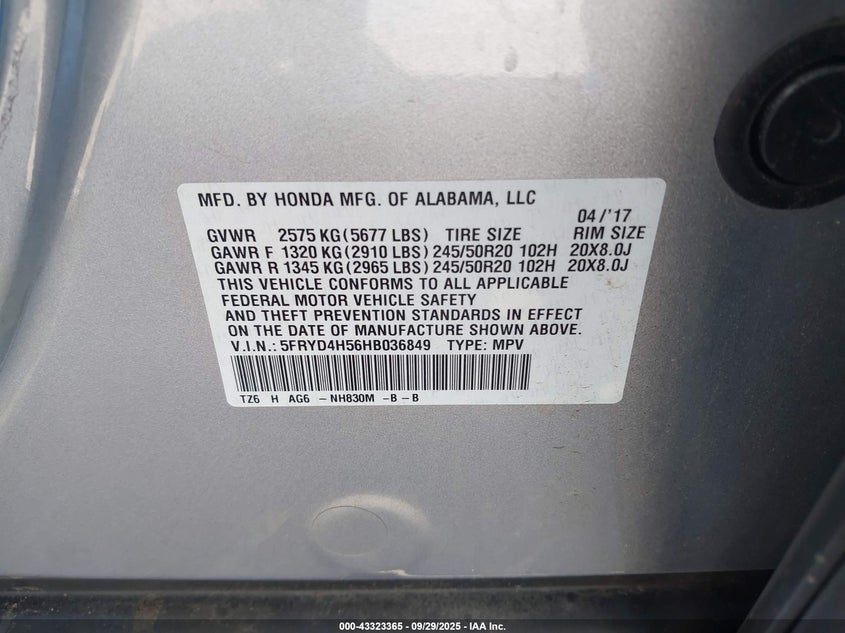 MFD. BY HONDA MFG. OF ALABAMA, LLC
04/'17
GVWR 2575 KG (5677 LBS) TIRE SIZE RIM SIZE
GAWR F 1320 KG (2910 LBS) 245/50R20 102H 20X8.0J
GAWR R 1345 KG (2965 LBS) 245/50R20 102H 20X8.0J
THIS VEHICLE CONFORMS TO ALL APPLICABLE
FEDERAL MOTOR VEHICLE SAFETY
AND THEFT PREVENTION STANDARDS IN EFFECT
ON THE DATE OF MANUFACTURE SHOWN ABOVE.
V.I.N.: 5FRYD4H56HB036849 TYPE: MPV
TZ6 H AG6 - NH830M - B - B
000-43323365 - 09/29/2025 - IAA Inc.